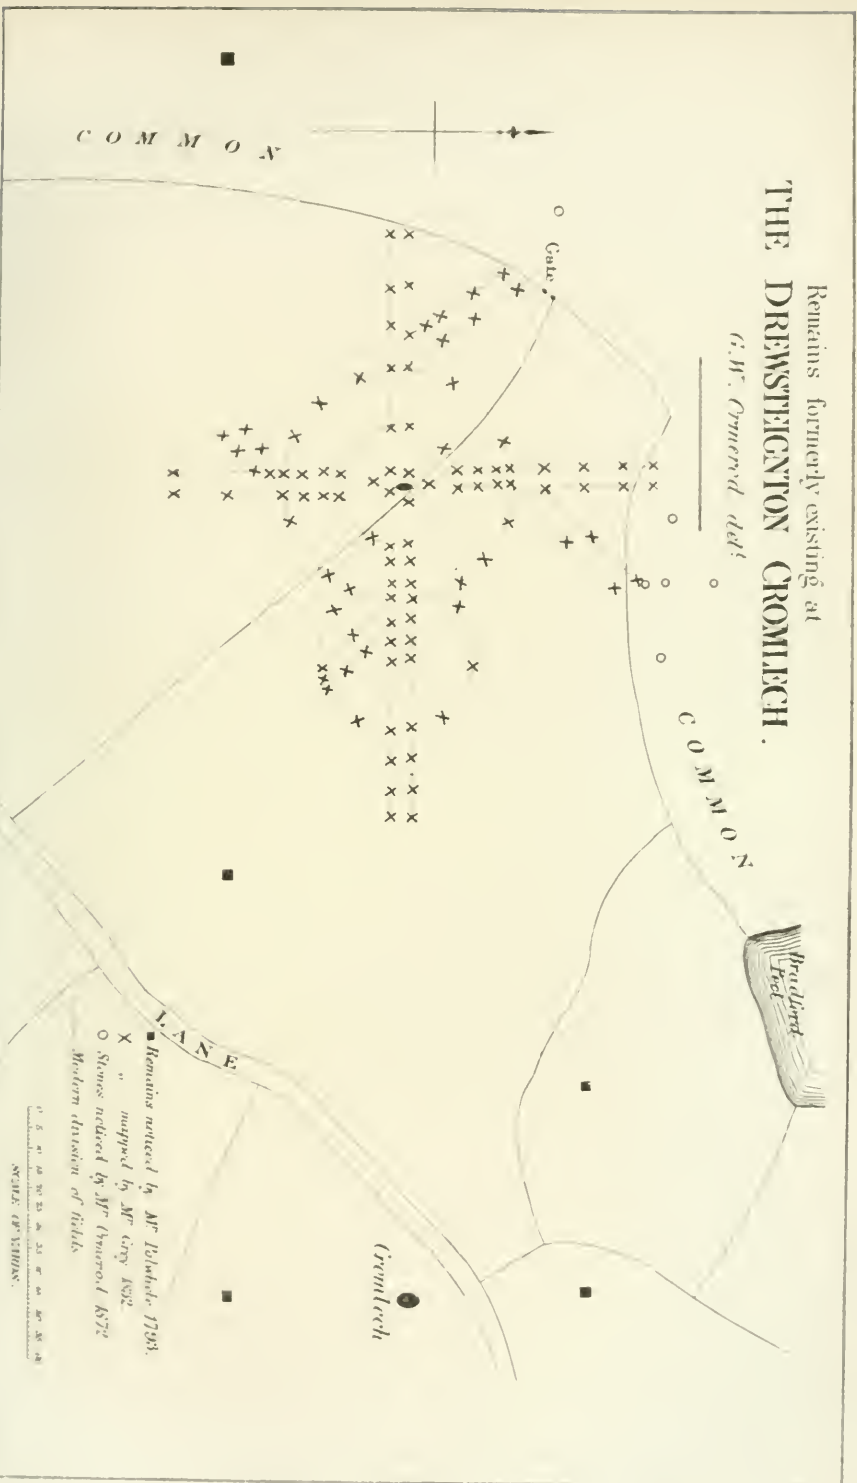 Remains formerly existing at
THE DREWSTEIGNTON CROMLECH.
G.W. Ormerod delt.
COMMON
Gate
COMMON
Bradford
Pool
LANE
Cromlech
■ Remains noticed by Mr Polwhele 1793.
X " mapped by Mr Grey 1832.
O Stones noticed by Mr Ormerod 1872
Modern division of fields
SCALE OF YARDS.